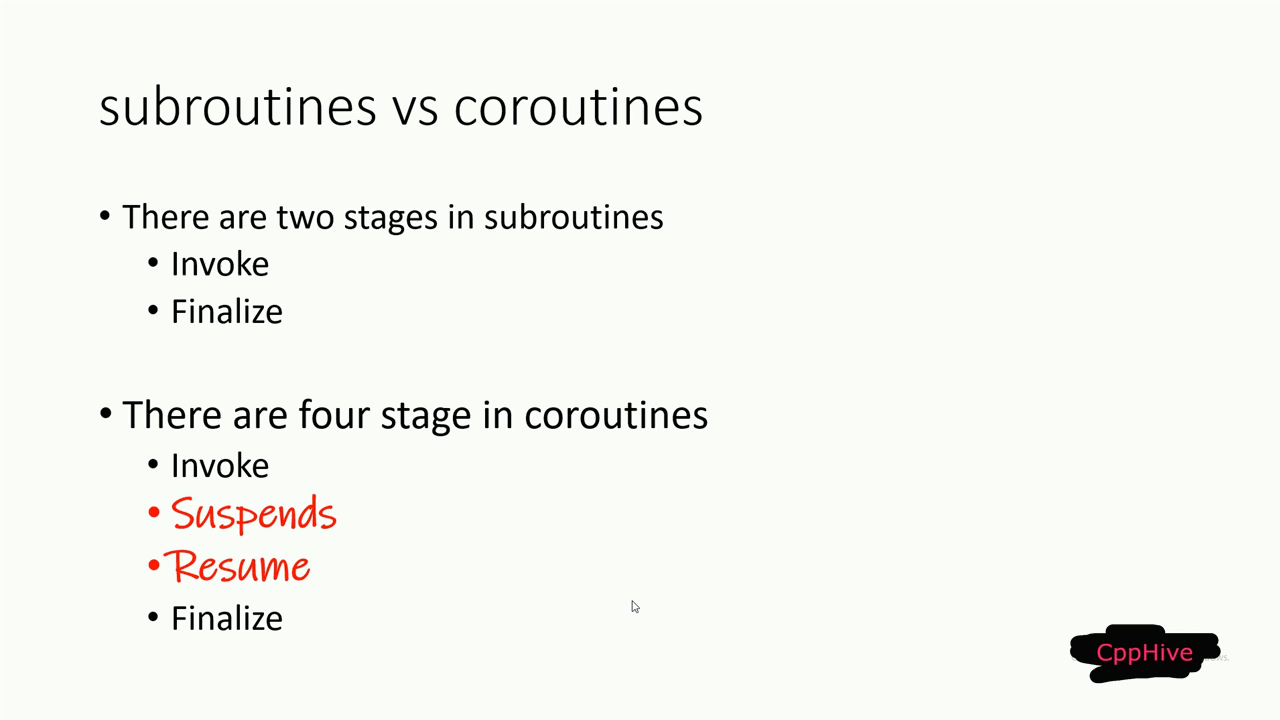 subroutines vs coroutines
• There are two stages in subroutines
• Invoke
• Finalize
• There are four stage in coroutines
• Invoke
• Suspends
• Resume
• Finalize
CppHive